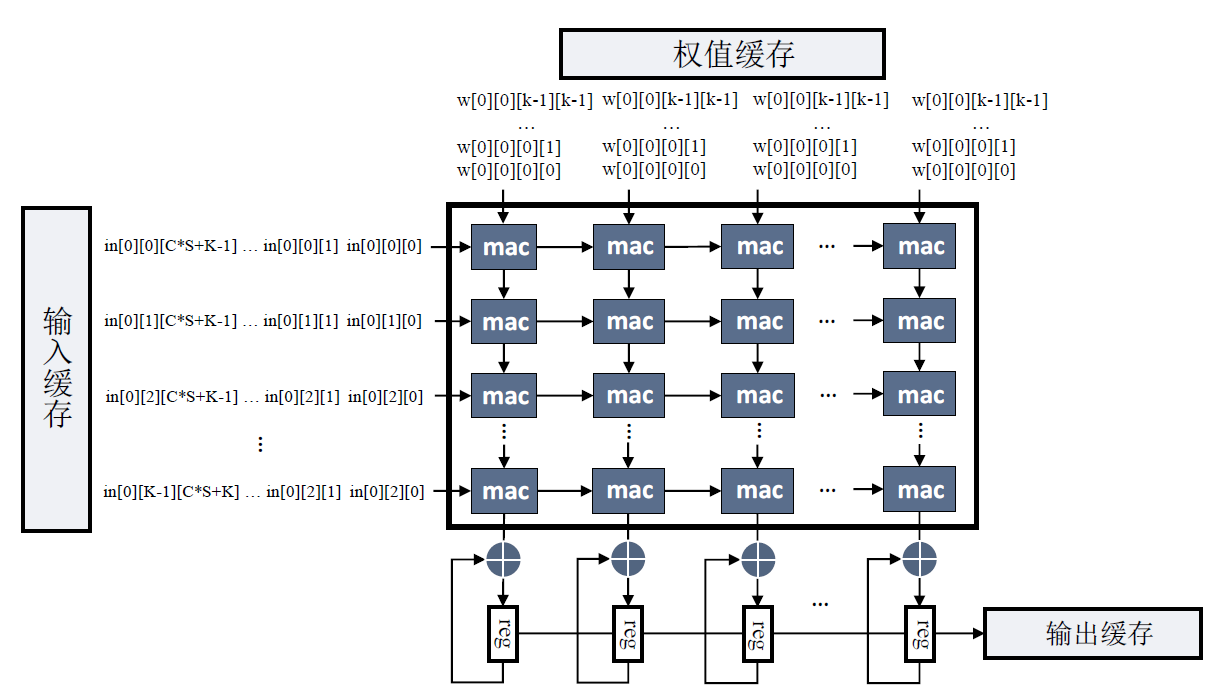 权值缓存
w[0][0][k-1][k-1] w[0][0][k-1][k-1] w[0][0][k-1][k-1] w[0][0][k-1][k-1]
… … … …
w[0][0][0][1] w[0][0][0][1] w[0][0][0][1] w[0][0][0][1]
w[0][0][0][0] w[0][0][0][0] w[0][0][0][0] w[0][0][0][0]
输入缓存
in[0][0][C*S+K-1] … in[0][0][1] in[0][0][0] mac mac mac … mac
in[0][1][C*S+K-1] … in[0][1][1] in[0][1][0] mac mac mac … mac
in[0][2][C*S+K-1] … in[0][2][1] in[0][2][0] mac mac mac … mac
⋮ ⋮ ⋮ ⋮ ⋮
in[0][K-1][C*S+K] … in[0][2][1] in[0][2][0] mac mac mac … mac
…
reg reg reg reg
输出缓存